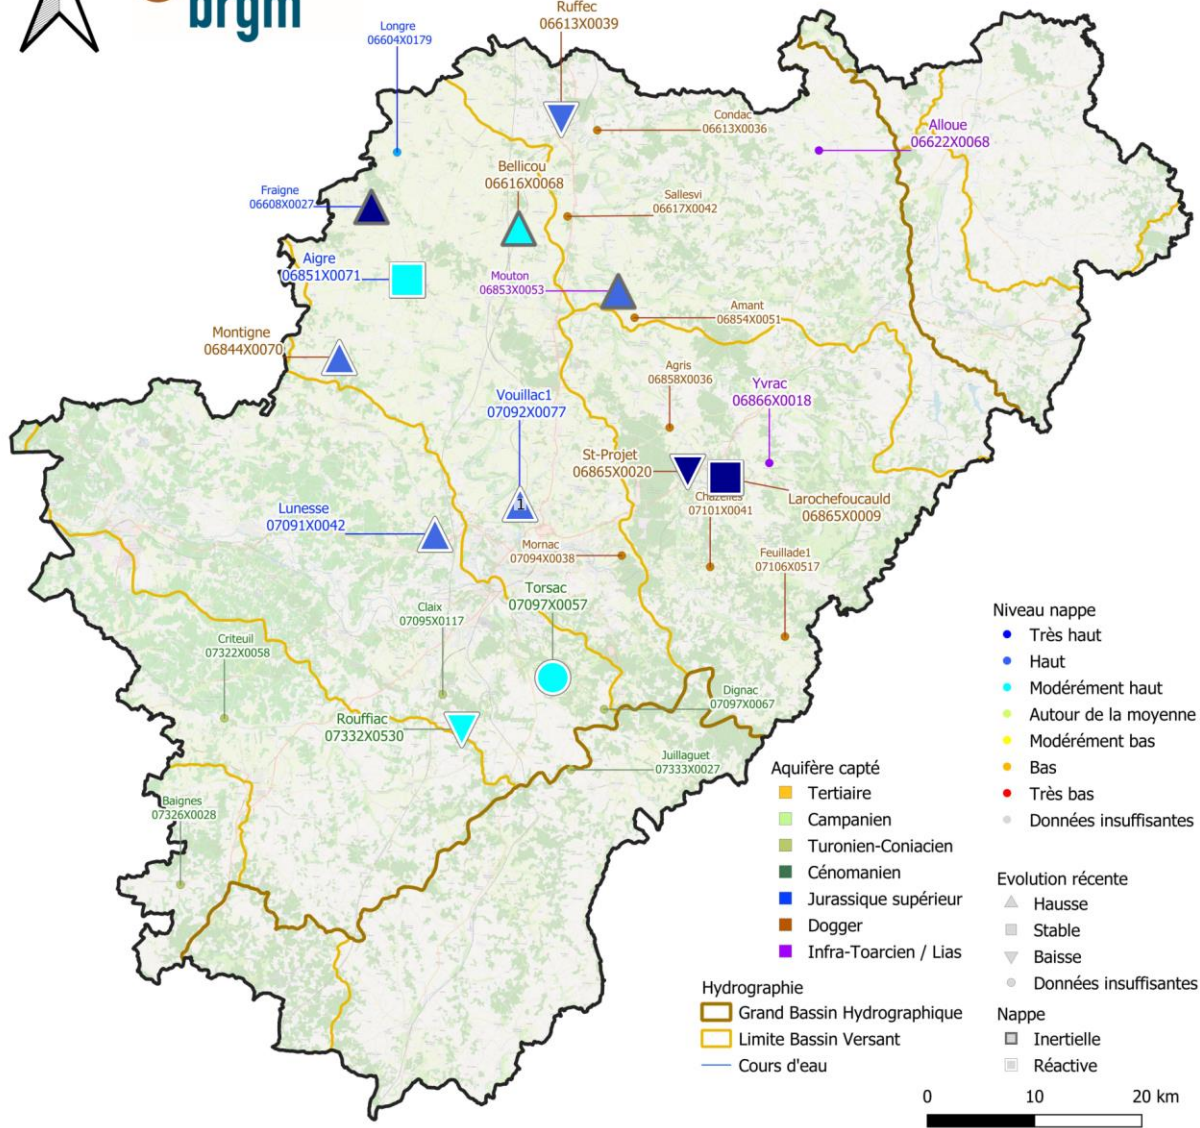 brgm
Ruffec
06613X0039
Longre
06604X0179
Condac
06613X0036
Alloue
06622X0068
Bellicou
06616X0068
Fraigne
06608X0027
Sallesvi
06617X0042
Aigre
06851X0071
Mouton
06853X0053
Amant
06854X0051
Montigne
06844X0070
Agris
06858X0036
Yvrac
06866X0018
Vouillac1
07092X0077
St-Projet
06865X0020
Larochefoucauld
06865X0009
Chazelles
07101X0041
1
Lunesse
07091X0042
Mornac
07094X0038
Feuillade1
07106X0517
Torsac
07097X0057
Claix
07095X0117
Criteuil
07322X0058
Dignac
07097X0067
Rouffiac
07332X0530
Juillaguet
07333X0027
Baignes
07326X0028
Niveau nappe
Très haut
Haut
Modérément haut
Autour de la moyenne
Modérément bas
Bas
Très bas
Données insuffisantes
Aquifère capté
Tertiaire
Campanien
Turonien-Coniacien
Cénomanien
Jurassique supérieur
Dogger
Infra-Toarcien / Lias
Evolution récente
Hausse
Stable
Baisse
Données insuffisantes
Hydrographie
Grand Bassin Hydrographique
Limite Bassin Versant
Cours d'eau
Nappe
Inertielle
Réactive
0 10 20 km